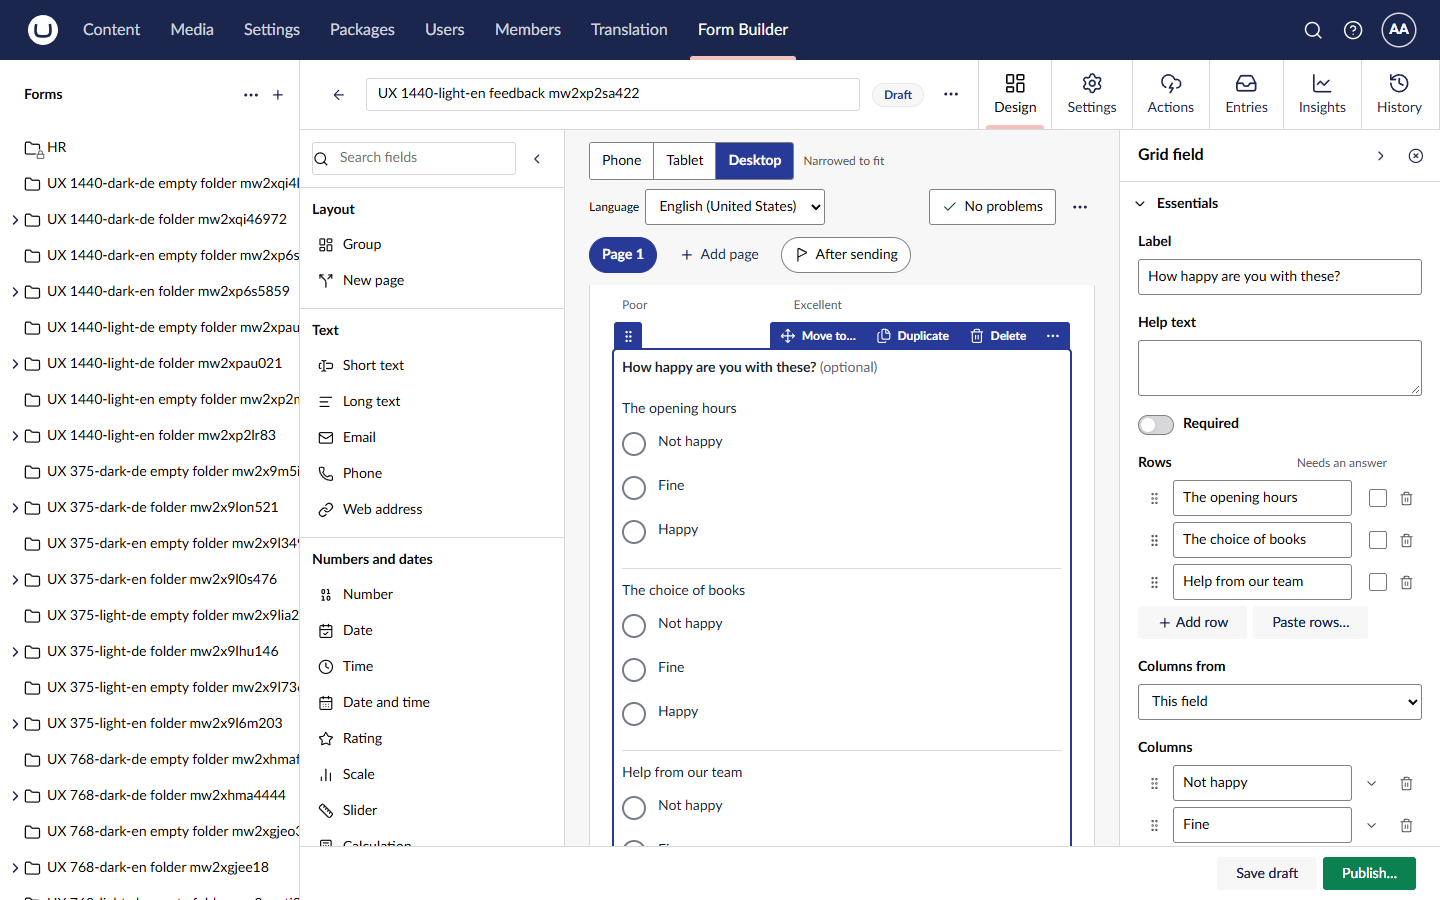 Content
Media
Settings
Packages
Users
Members
Translation
Form Builder
AA
Forms
HR
UX 1440-dark-de empty folder mw2xqi4
UX 1440-dark-de folder mw2xqi46972
UX 1440-dark-en empty folder mw2xp6s
UX 1440-dark-en folder mw2xp6s5859
UX 1440-light-de empty folder mw2xpau
UX 1440-light-de folder mw2xpau021
UX 1440-light-en empty folder mw2xp2
UX 1440-light-en folder mw2xp2lr83
UX 375-dark-de empty folder mw2x9m5i
UX 375-dark-de folder mw2x9lon521
UX 375-dark-en empty folder mw2x9l34
UX 375-dark-en folder mw2x9l0s476
UX 375-light-de empty folder mw2x9lia2
UX 375-light-de folder mw2x9lhu146
UX 375-light-en empty folder mw2x9l73
UX 375-light-en folder mw2x9l6m203
UX 768-dark-de empty folder mw2xhmaf
UX 768-dark-de folder mw2xhma4444
UX 768-dark-en empty folder mw2xgjeo
UX 768-dark-en folder mw2xgjee18
UX 1440-light-en feedback mw2xp2sa422
Draft
Design
Settings
Actions
Entries
Insights
History
Search fields
Layout
Group
New page
Text
Short text
Long text
Email
Phone
Web address
Numbers and dates
Number
Date
Time
Date and time
Rating
Scale
Slider
Calculation
Phone
Tablet
Desktop
Narrowed to fit
Language
English (United States)
No problems
Page 1
Add page
After sending
Poor
Excellent
Move to...
Duplicate
Delete
How happy are you with these? (optional)
The opening hours
Not happy
Fine
Happy
The choice of books
Not happy
Fine
Happy
Help from our team
Not happy
Grid field
Essentials
Label
How happy are you with these?
Help text
Required
Rows
Needs an answer
The opening hours
The choice of books
Help from our team
Add row
Paste rows...
Columns from
This field
Columns
Not happy
Fine
Save draft
Publish...